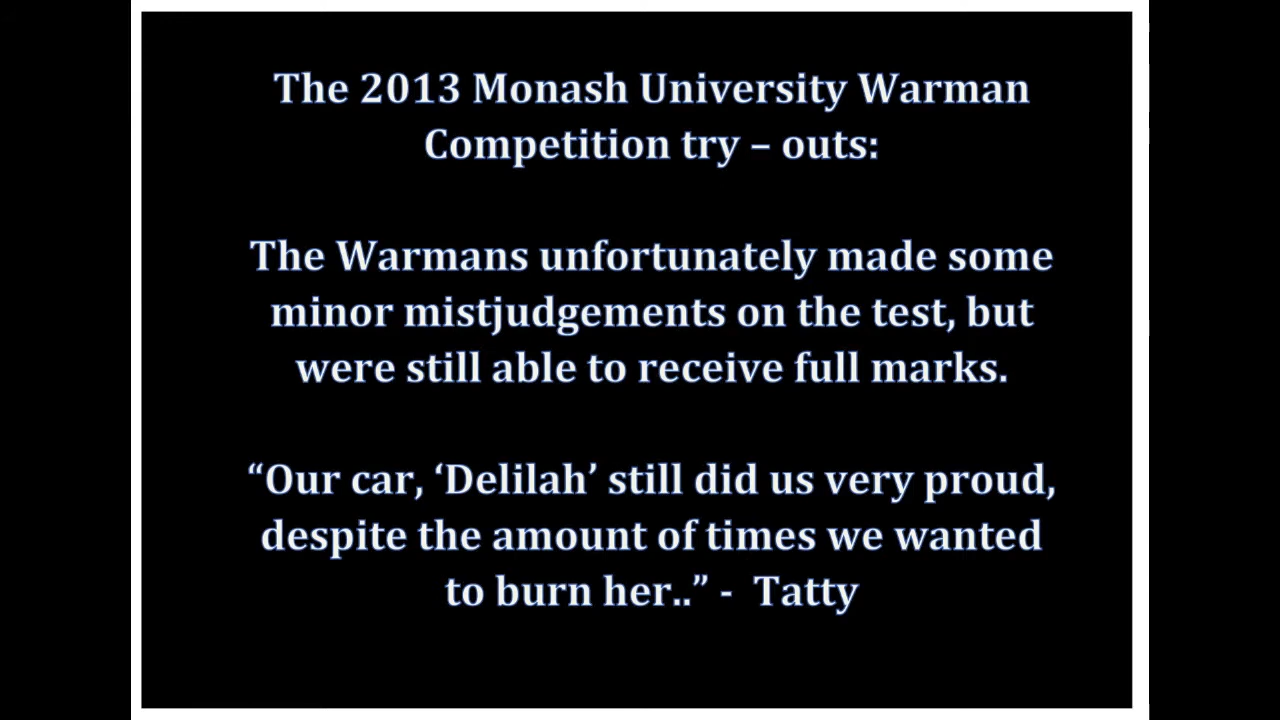 The 2013 Monash University Warman
Competition try – outs:
The Warmans unfortunately made some
minor mistjudgements on the test, but
were still able to receive full marks.
“Our car, ‘Delilah’ still did us very proud,
despite the amount of times we wanted
to burn her..” -  Tatty